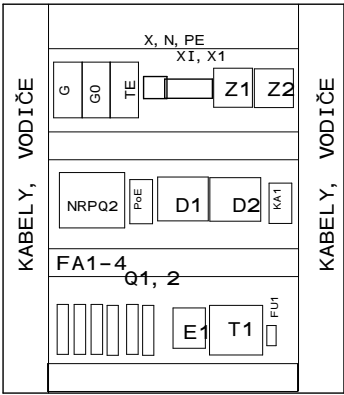 X, N, PE
XI, X1
G
G0
TE
Z1
Z2
KABELY, VODIČE
KABELY, VODIČE
NRPQ2
PoE
D1
D2
KA1
FA1-4
Q1, 2
E1
T1
FU1